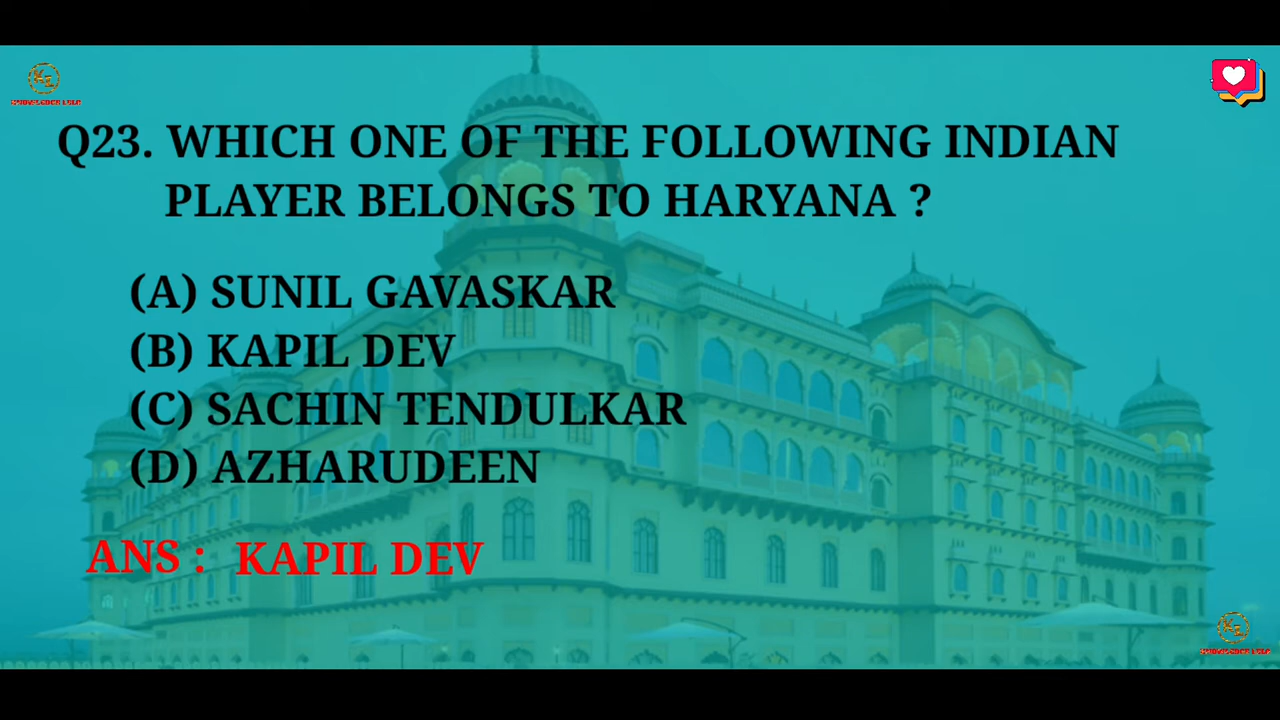 Q23. WHICH ONE OF THE FOLLOWING INDIAN
PLAYER BELONGS TO HARYANA ?
(A) SUNIL GAVASKAR
(B) KAPIL DEV
(C) SACHIN TENDULKAR
(D) AZHARUDEEN
ANS : KAPIL DEV